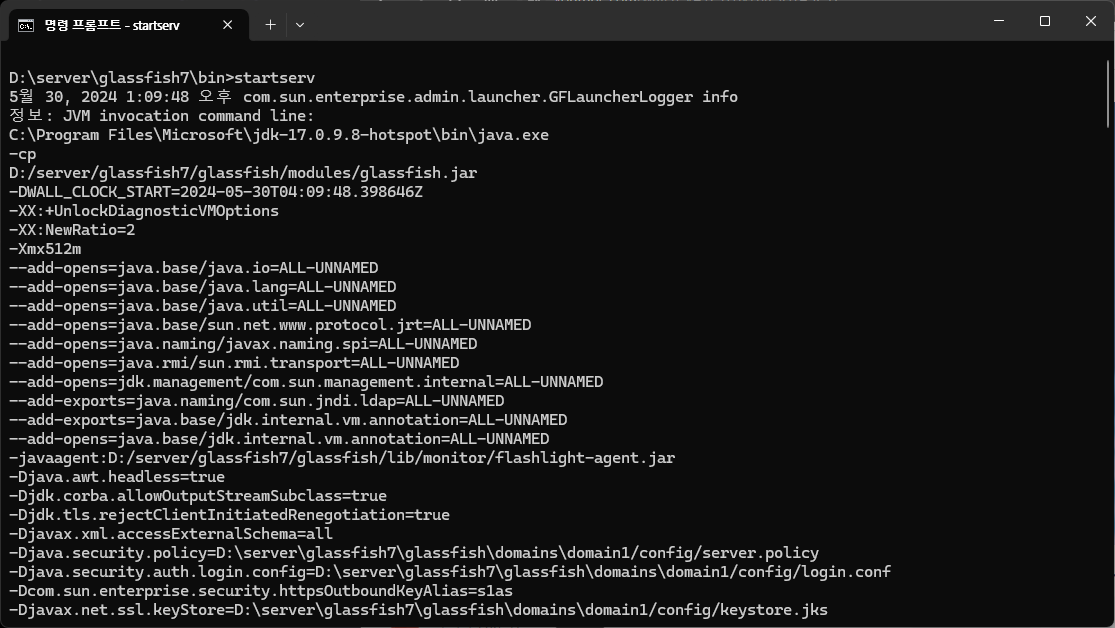 명령 프롬프트 - startserv
D:\server\glassfish7\bin>startserv
5월 30, 2024 1:09:48 오후 com.sun.enterprise.admin.launcher.GFLauncherLogger info
정보: JVM invocation command line:
C:\Program Files\Microsoft\jdk-17.0.9.8-hotspot\bin\java.exe
-cp
D:/server/glassfish7/glassfish/modules/glassfish.jar
-DWALL_CLOCK_START=2024-05-30T04:09:48.398646Z
-XX:+UnlockDiagnosticVMOptions
-XX:NewRatio=2
-Xmx512m
--add-opens=java.base/java.io=ALL-UNNAMED
--add-opens=java.base/java.lang=ALL-UNNAMED
--add-opens=java.base/java.util=ALL-UNNAMED
--add-opens=java.base/sun.net.www.protocol.jrt=ALL-UNNAMED
--add-opens=java.naming/javax.naming.spi=ALL-UNNAMED
--add-opens=java.rmi/sun.rmi.transport=ALL-UNNAMED
--add-opens=jdk.management/com.sun.management.internal=ALL-UNNAMED
--add-exports=java.naming/com.sun.jndi.ldap=ALL-UNNAMED
--add-exports=java.base/jdk.internal.vm.annotation=ALL-UNNAMED
--add-opens=java.base/jdk.internal.vm.annotation=ALL-UNNAMED
-javaagent:D:/server/glassfish7/glassfish/lib/monitor/flashlight-agent.jar
-Djava.awt.headless=true
-Djdk.corba.allowOutputStreamSubclass=true
-Djdk.tls.rejectClientInitiatedRenegotiation=true
-Djavax.xml.accessExternalSchema=all
-Djava.security.policy=D:\server\glassfish7\glassfish\domains\domain1/config/server.policy
-Djava.security.auth.login.config=D:\server\glassfish7\glassfish\domains\domain1/config/login.conf
-Dcom.sun.enterprise.security.httpsOutboundKeyAlias=s1as
-Djavax.net.ssl.keyStore=D:\server\glassfish7\glassfish\domains\domain1/config/keystore.jks